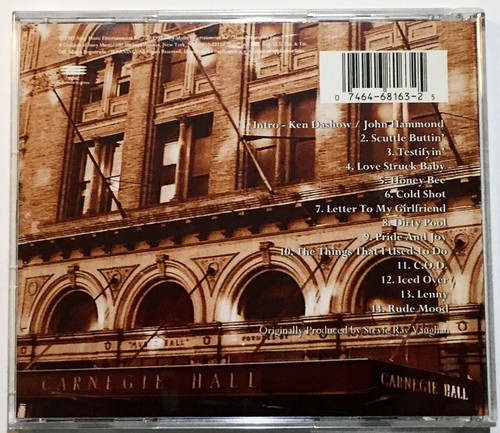 0 7464-68163-2 5
1. Intro - Ken Dashow / John Hammond
2. Scuttle Buttin'
3. Testifyin'
4. Love Struck Baby
5. Honey Bee
6. Cold Shot
7. Letter To My Girlfriend
8. Dirty Pool
9. Pride And Joy
10. The Things That I Used To Do
11. C.O.D.
12. Iced Over
13. Lenny
14. Rude Mood
Originally Produced by Stevie Ray Vaughan
MUSIC HALL
CARNEGIE HALL
CARNEGIE HALL